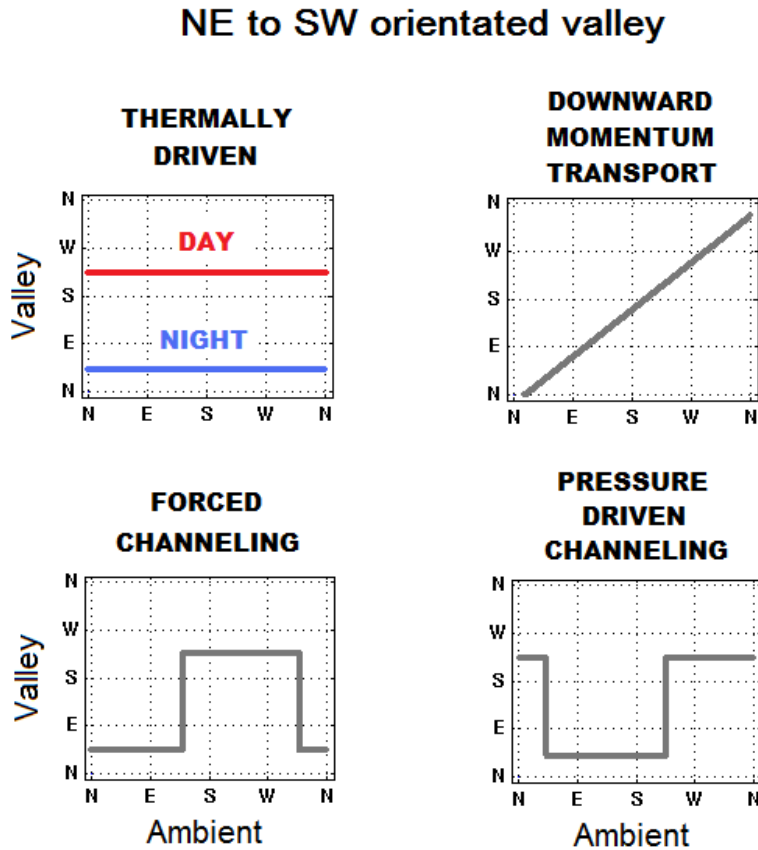 NE to SW orientated valley
THERMALLY
DRIVEN
N
W
S
E
N
DAY
NIGHT
N E S W N
Valley
DOWNWARD
MOMENTUM
TRANSPORT
N
W
S
E
N
N E S W N
FORCED
CHANNELING
N
W
S
E
N
N E S W N
Valley
Ambient
PRESSURE
DRIVEN
CHANNELING
N
W
S
E
N
N E S W N
Ambient